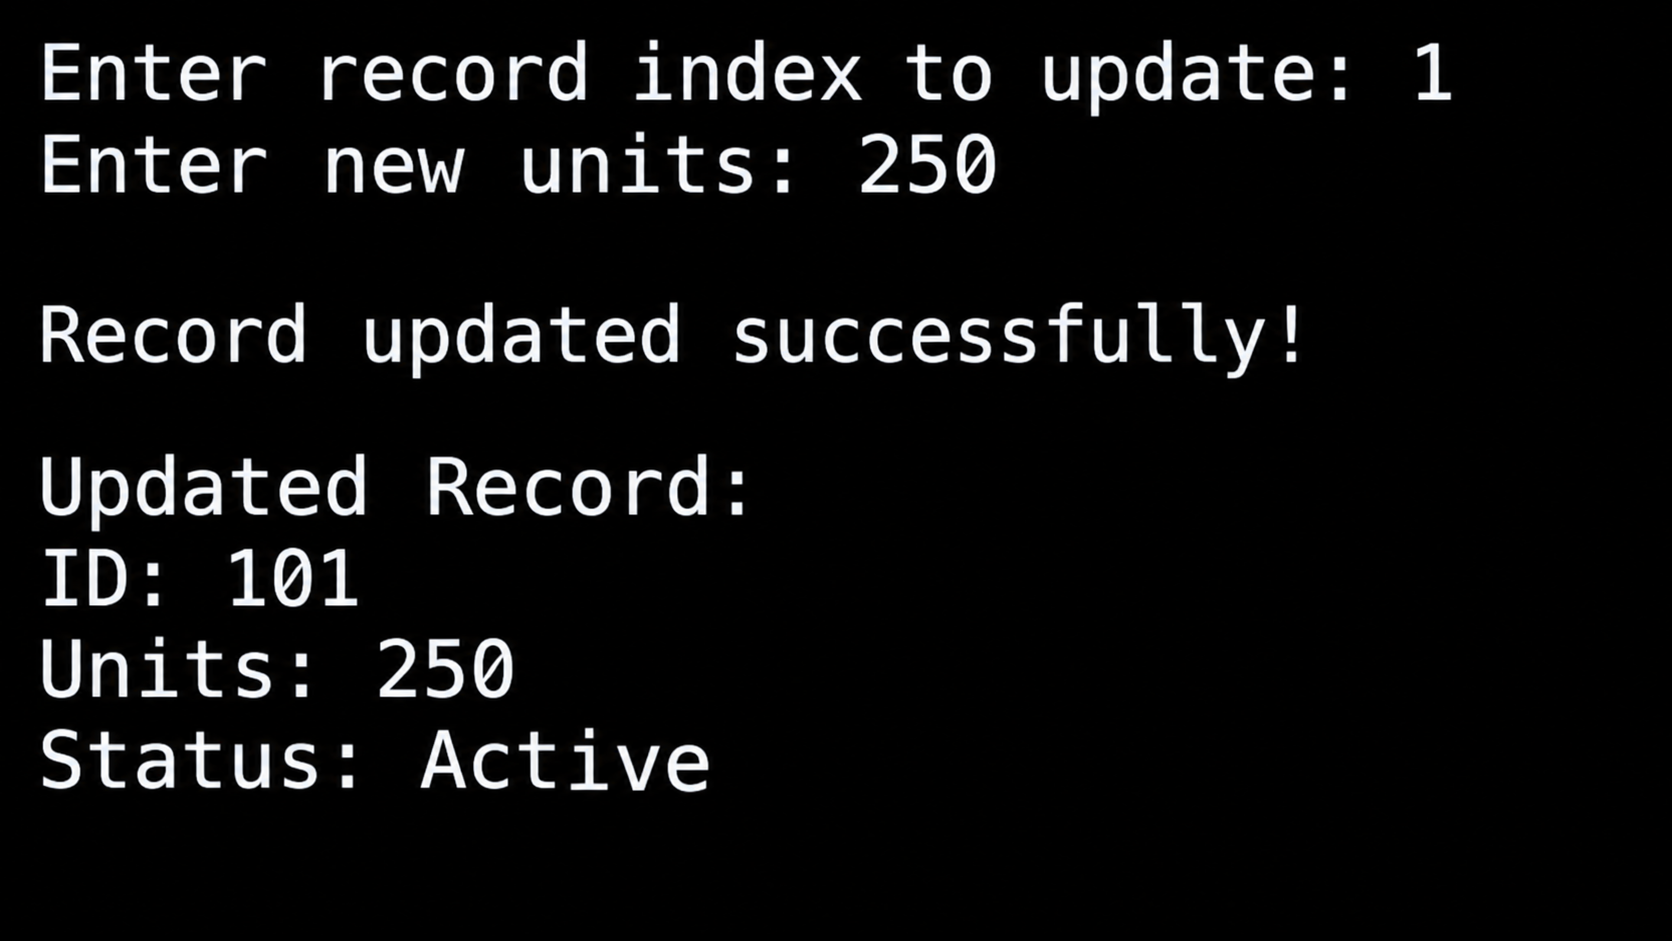 Enter record index to update: 1
Enter new units: 250
Record updated successfully!
Updated Record:
ID: 101
Units: 250
Status: Active